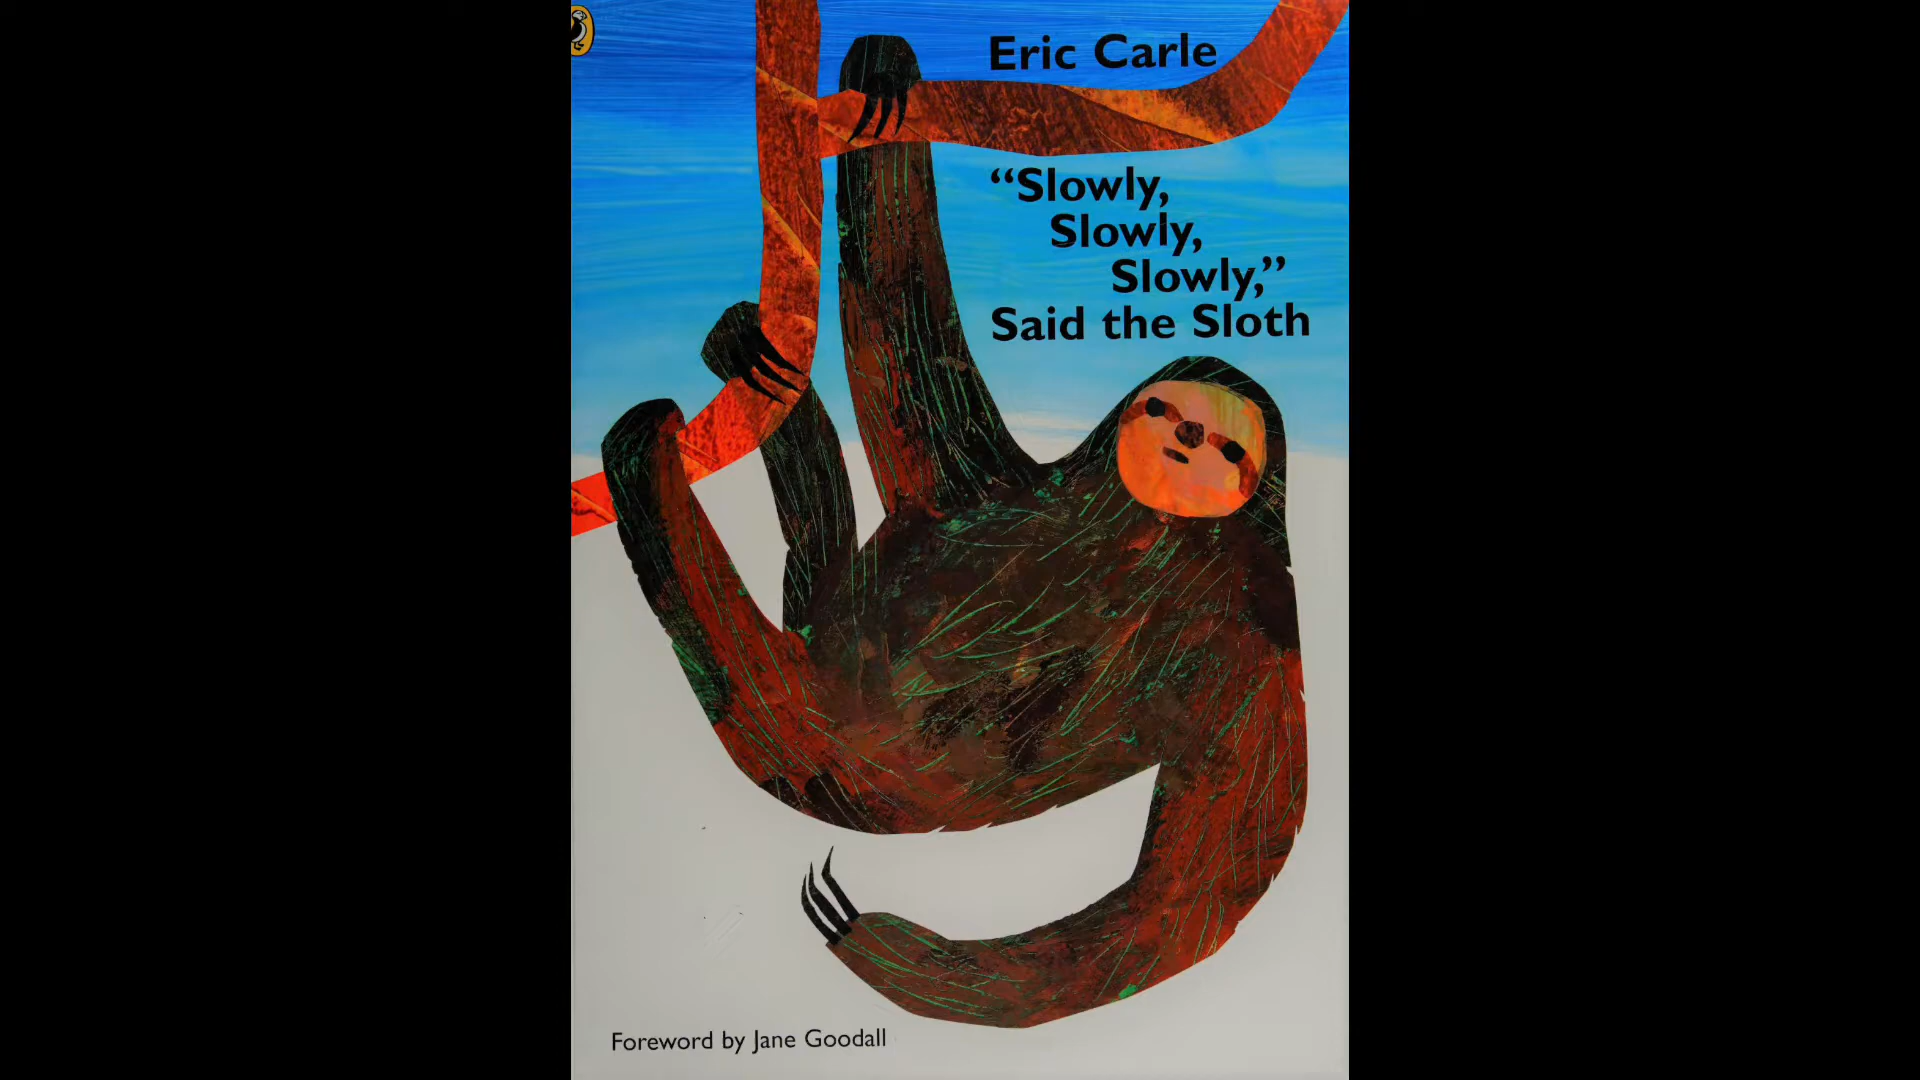 Eric Carle
“Slowly,
Slowly,
Slowly,”
Said the Sloth
Foreword by Jane Goodall